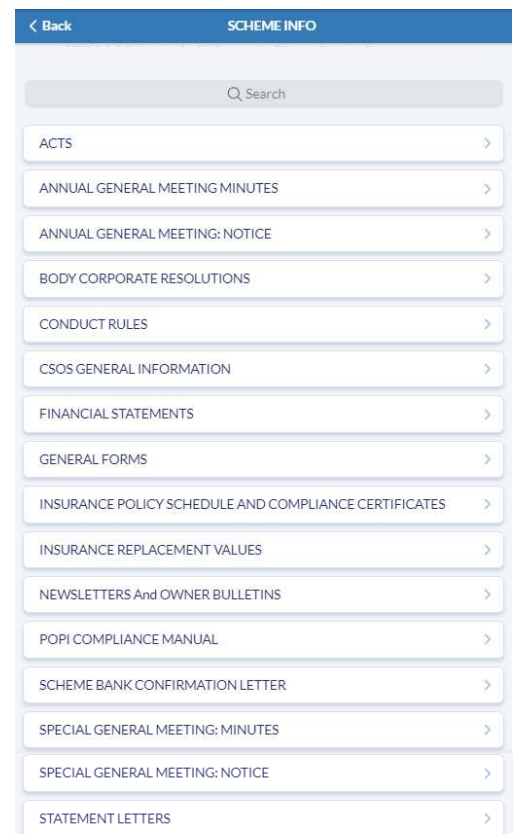 Back
SCHEME INFO
Search
ACTS
ANNUAL GENERAL MEETING MINUTES
ANNUAL GENERAL MEETING: NOTICE
BODY CORPORATE RESOLUTIONS
CONDUCT RULES
CSOS GENERAL INFORMATION
FINANCIAL STATEMENTS
GENERAL FORMS
INSURANCE POLICY SCHEDULE AND COMPLIANCE CERTIFICATES
INSURANCE REPLACEMENT VALUES
NEWSLETTERS And OWNER BULLETINS
POPI COMPLIANCE MANUAL
SCHEME BANK CONFIRMATION LETTER
SPECIAL GENERAL MEETING: MINUTES
SPECIAL GENERAL MEETING: NOTICE
STATEMENT LETTERS